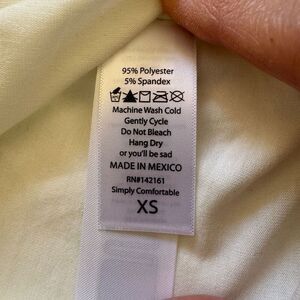 95% Polyester
5% Spandex
Machine Wash Cold
Gently Cycle
Do Not Bleach
Hang Dry
or you'll be sad
MADE IN MEXICO
RN#142161
Simply Comfortable
XS